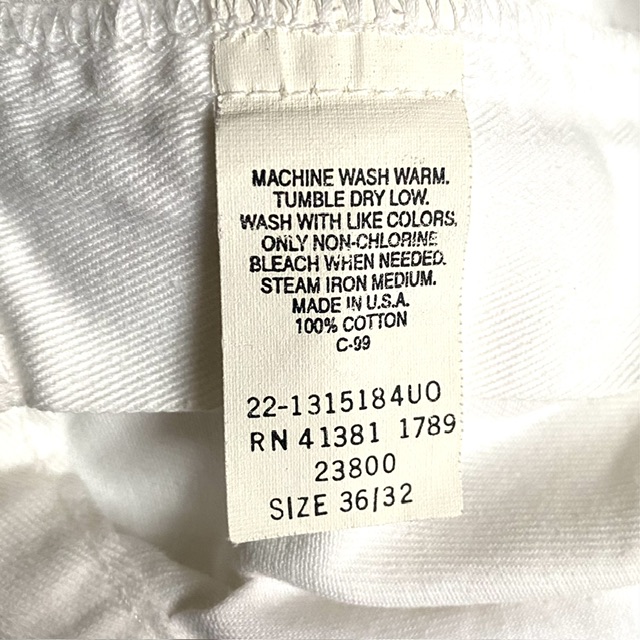 MACHINE WASH WARM.
TUMBLE DRY LOW.
WASH WITH LIKE COLORS,
ONLY NON-CHLORINE
BLEACH WHEN NEEDED.
STEAM IRON MEDIUM.
MADE IN U.S.A.
100% COTTON
C-99
22-1315184UO
RN 41381 1789
23800
SIZE 36/32